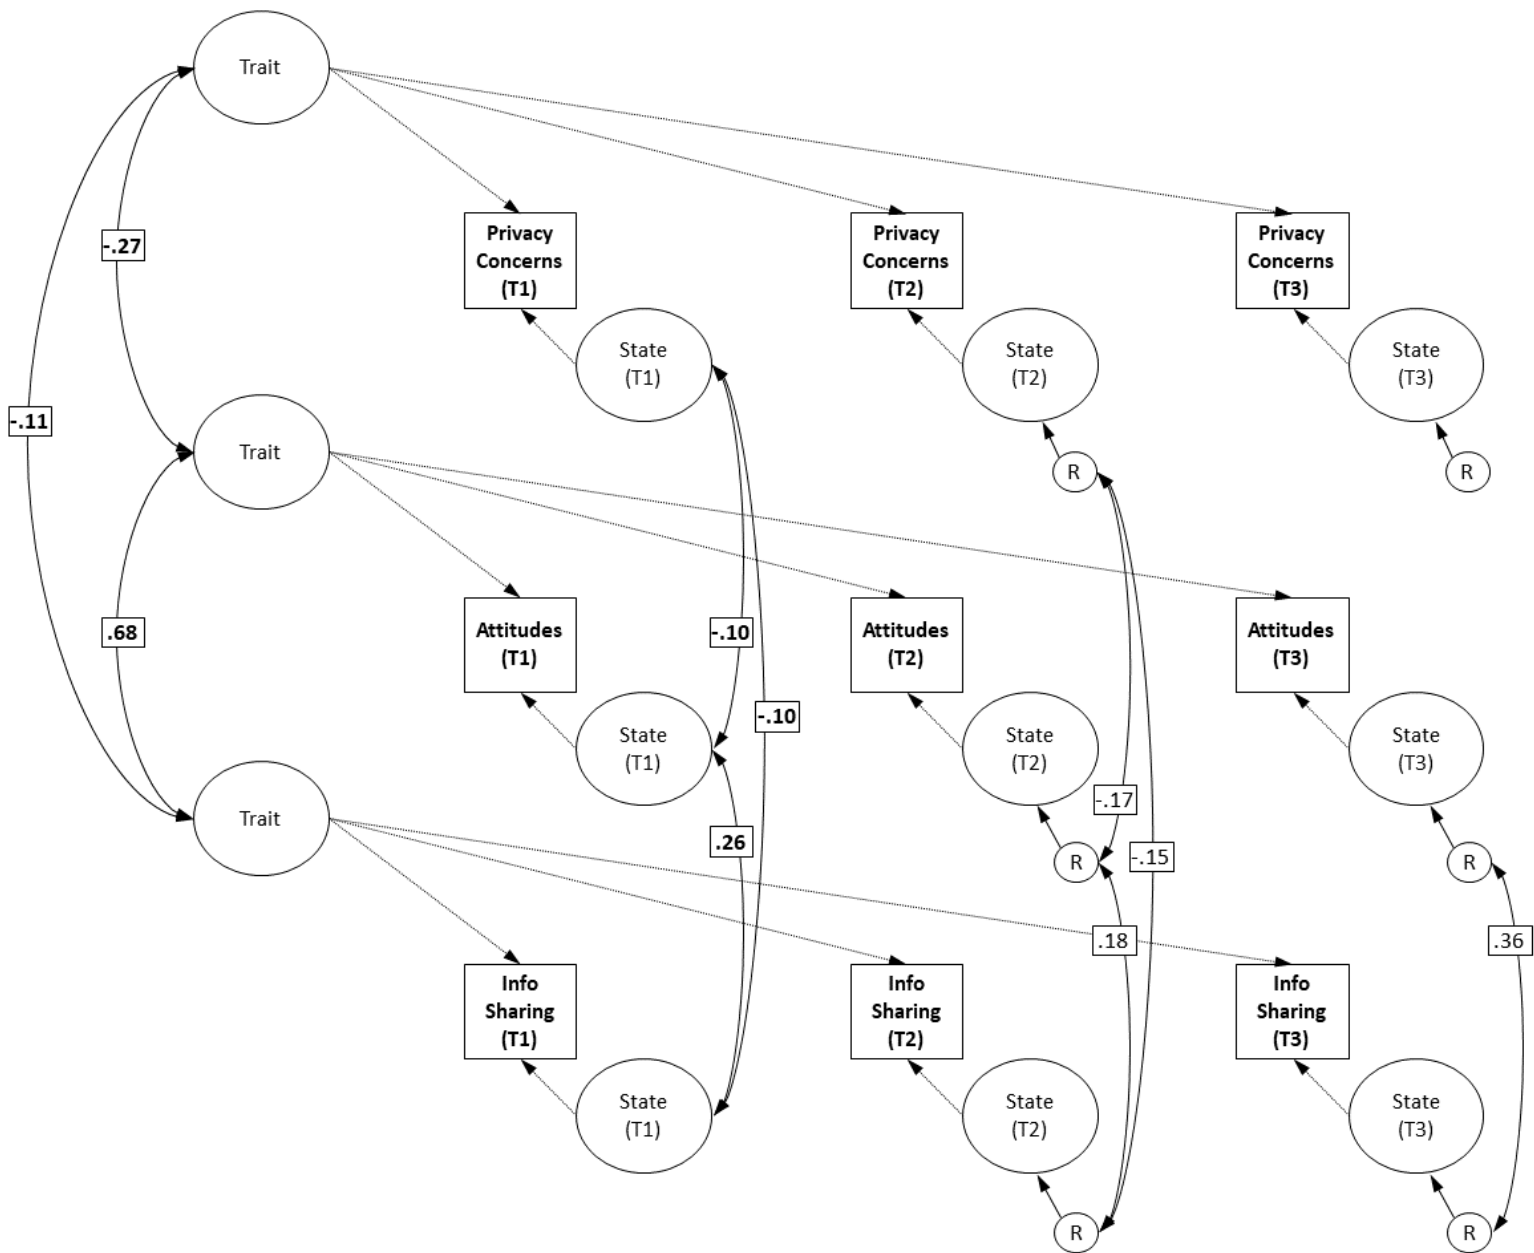 Trait
-.27
-.11
Privacy
Concerns
(T1)
Privacy
Concerns
(T2)
Privacy
Concerns
(T3)
State
(T1)
State
(T2)
State
(T3)
R
R
Trait
.68
Attitudes
(T1)
Attitudes
(T2)
Attitudes
(T3)
-.10
-.10
State
(T1)
State
(T2)
State
(T3)
-.17
-.15
.26
R
R
Trait
.18
.36
Info
Sharing
(T1)
Info
Sharing
(T2)
Info
Sharing
(T3)
State
(T1)
State
(T2)
State
(T3)
R
R